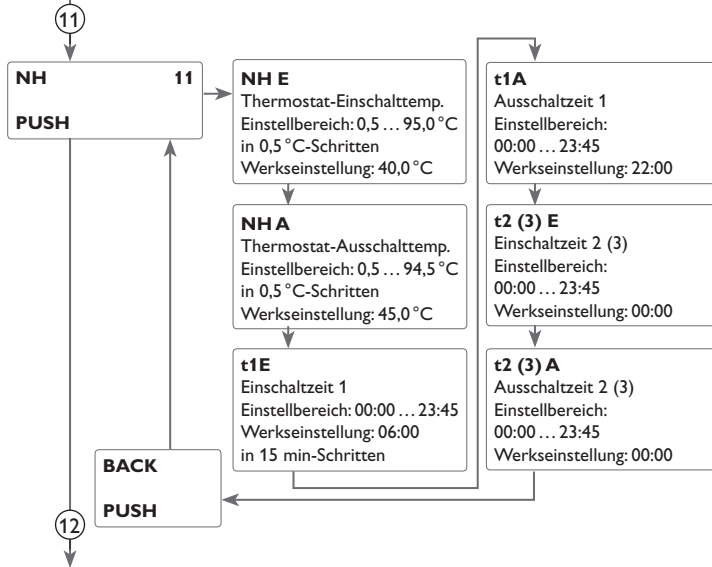 11
NH 11
PUSH
NH E
Thermostat-Einschalttemp.
Einstellbereich: 0,5 … 95,0 °C
in 0,5 °C-Schritten
Werkseinstellung: 40,0 °C
NH A
Thermostat-Ausschalttemp.
Einstellbereich: 0,5 … 94,5 °C
in 0,5 °C-Schritten
Werkseinstellung: 45,0 °C
t1E
Einschaltzeit 1
Einstellbereich: 00:00 … 23:45
Werkseinstellung: 06:00
in 15 min-Schritten
t1A
Ausschaltzeit 1
Einstellbereich:
00:00 … 23:45
Werkseinstellung: 22:00
t2 (3) E
Einschaltzeit 2 (3)
Einstellbereich:
00:00 … 23:45
Werkseinstellung: 00:00
t2 (3) A
Ausschaltzeit 2 (3)
Einstellbereich:
00:00 … 23:45
Werkseinstellung: 00:00
BACK
PUSH
12